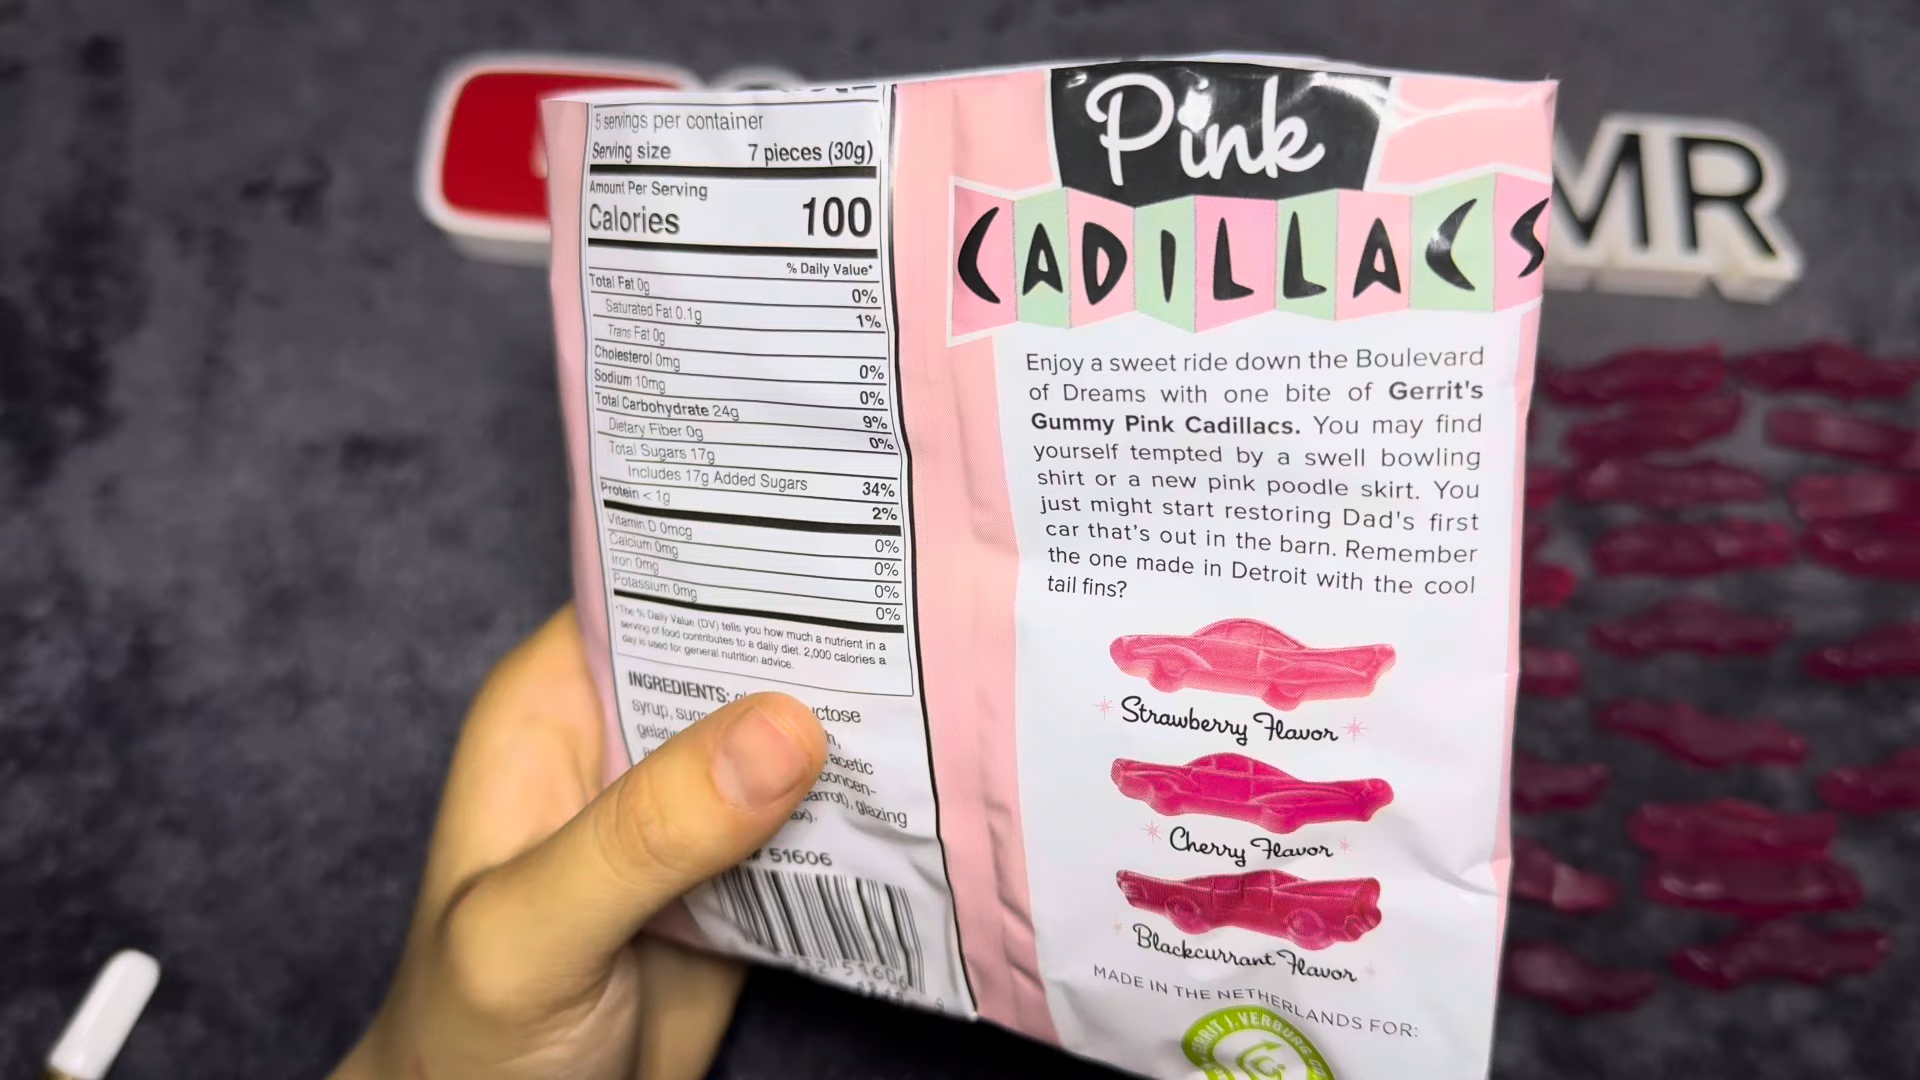 5 servings per container
Serving size 7 pieces (30g)
Amount Per Serving
Calories 100
% Daily Value*
Total Fat 0g 0%
Saturated Fat 0.1g 1%
Trans Fat 0g
Cholesterol 0mg 0%
Sodium 10mg 0%
Total Carbohydrate 24g 9%
Dietary Fiber 0g 0%
Total Sugars 17g
Includes 17g Added Sugars 34%
Protein < 1g 2%
Vitamin D 0mcg 0%
Calcium 0mg 0%
Iron 0mg 0%
Potassium 0mg 0%
*The % Daily Value (DV) tells you how much a nutrient in a
serving of food contributes to a daily diet. 2,000 calories a
day is used for general nutrition advice.
INGREDIENTS:
syrup,
acetic
glazing
51606
51606
Pink
CADILLACS
Enjoy a sweet ride down the Boulevard
of Dreams with one bite of Gerrit's
Gummy Pink Cadillacs. You may find
yourself tempted by a swell bowling
shirt or a new pink poodle skirt. You
just might start restoring Dad's first
car that's out in the barn. Remember
the one made in Detroit with the cool
tail fins?
Strawberry Flavor
Cherry Flavor
Blackcurrant Flavor
MADE IN THE NETHERLANDS FOR:
J. VERBURG
MR